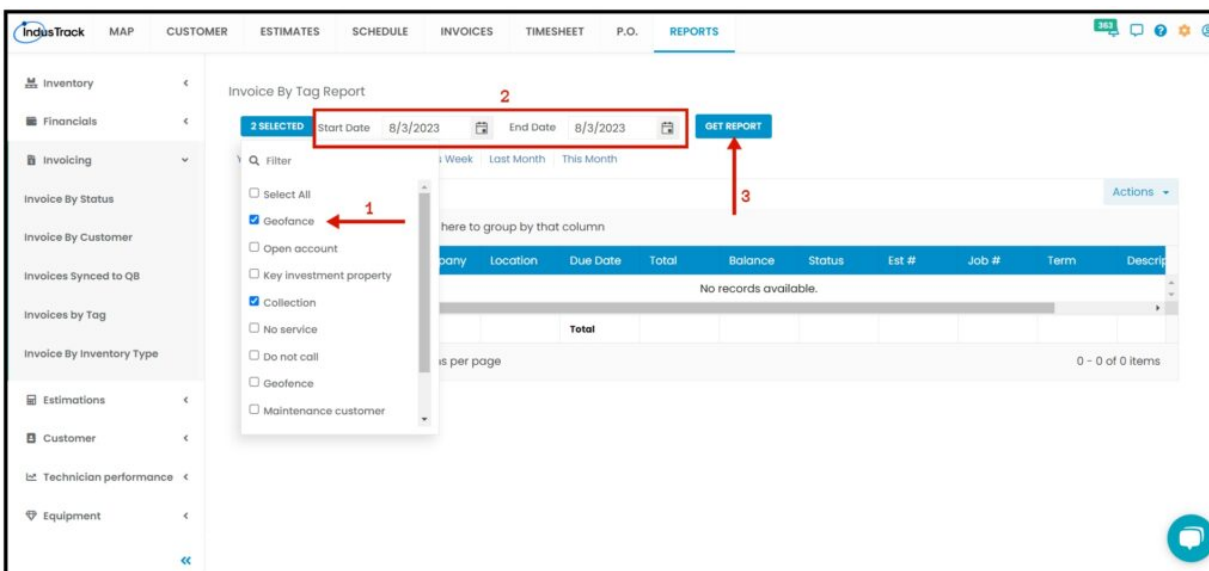 IndusTrack MAP CUSTOMER ESTIMATES SCHEDULE INVOICES TIMESHEET P.O. REPORTS 363
Inventory
Financials
Invoicing
Invoice By Status
Invoice By Customer
Invoices Synced to QB
Invoices by Tag
Invoice By Inventory Type
Estimations
Customer
Technician performance
Equipment
Invoice By Tag Report
2
2 SELECTED Start Date 8/3/2023 End Date 8/3/2023 GET REPORT
Week Last Month This Month
3
Filter
Select All
Geofance
1
Open account
Key investment property
Collection
No service
Do not call
Geofence
Maintenance customer
Actions
here to group by that column
Location Due Date Total Balance Status Est # Job # Term Descrip
No records available.
Total
per page 0 - 0 of 0 items